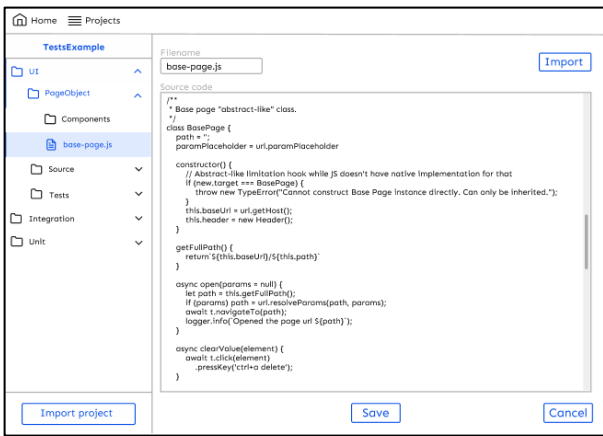 Home Projects
TestsExample
UI
PageObject
Components
base-page.js
Source
Tests
Integration
Unit
Import project
Filename
base-page.js
Import
Source code
/**
* Base page "abstract-like" class.
*/
class BasePage {
path = '';
paramPlaceholder = url.paramPlaceholder
constructor() {
// Abstract-like limitation hook while JS doesn't have native implementation for that
if (new.target === BasePage) {
throw new TypeError("Cannot construct Base Page instance directly. Can only be inherited.");
}
this.baseUrl = url.getHost();
this.header = new Header();
}
getFullPath() {
return`${this.baseUrl}/${this.path}`
}
async open(params = null) {
let path = this.getFullPath();
if (params) path = url.resolveParams(path, params);
await t.navigateTo(path);
logger.info(`Opened the page url ${path}`);
}
async clearValue(element) {
await t.click(element)
.pressKey('ctrl+a delete');
}
Save
Cancel